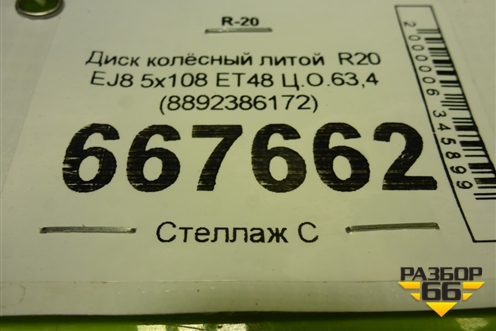 R-20
Диск колёсный литой R20
EJ8 5x108 ET48 Ц.О.63,4
(8892386172)
667662
Стеллаж С
2000006345899
РАЗБОР
66